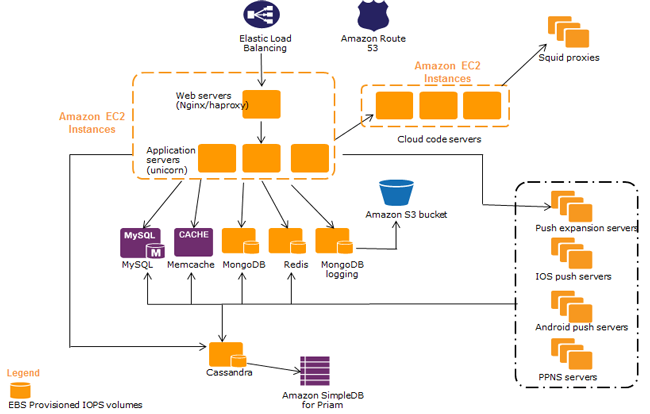 Elastic Load
Balancing
Amazon Route
53
Squid proxies
Amazon EC2
Instances
Web servers
(Nginx/haproxy)
Amazon EC2
Instances
Cloud code servers
Application
servers
(unicorn)
Amazon S3 bucket
Push expansion servers
MySQL
M
CACHE
MySQL
Memcache
MongoDB
Redis
MongoDB
logging
IOS push servers
Android push servers
PPNS servers
Cassandra
Amazon SimpleDB
for Priam
Legend
EBS Provisioned IOPS volumes